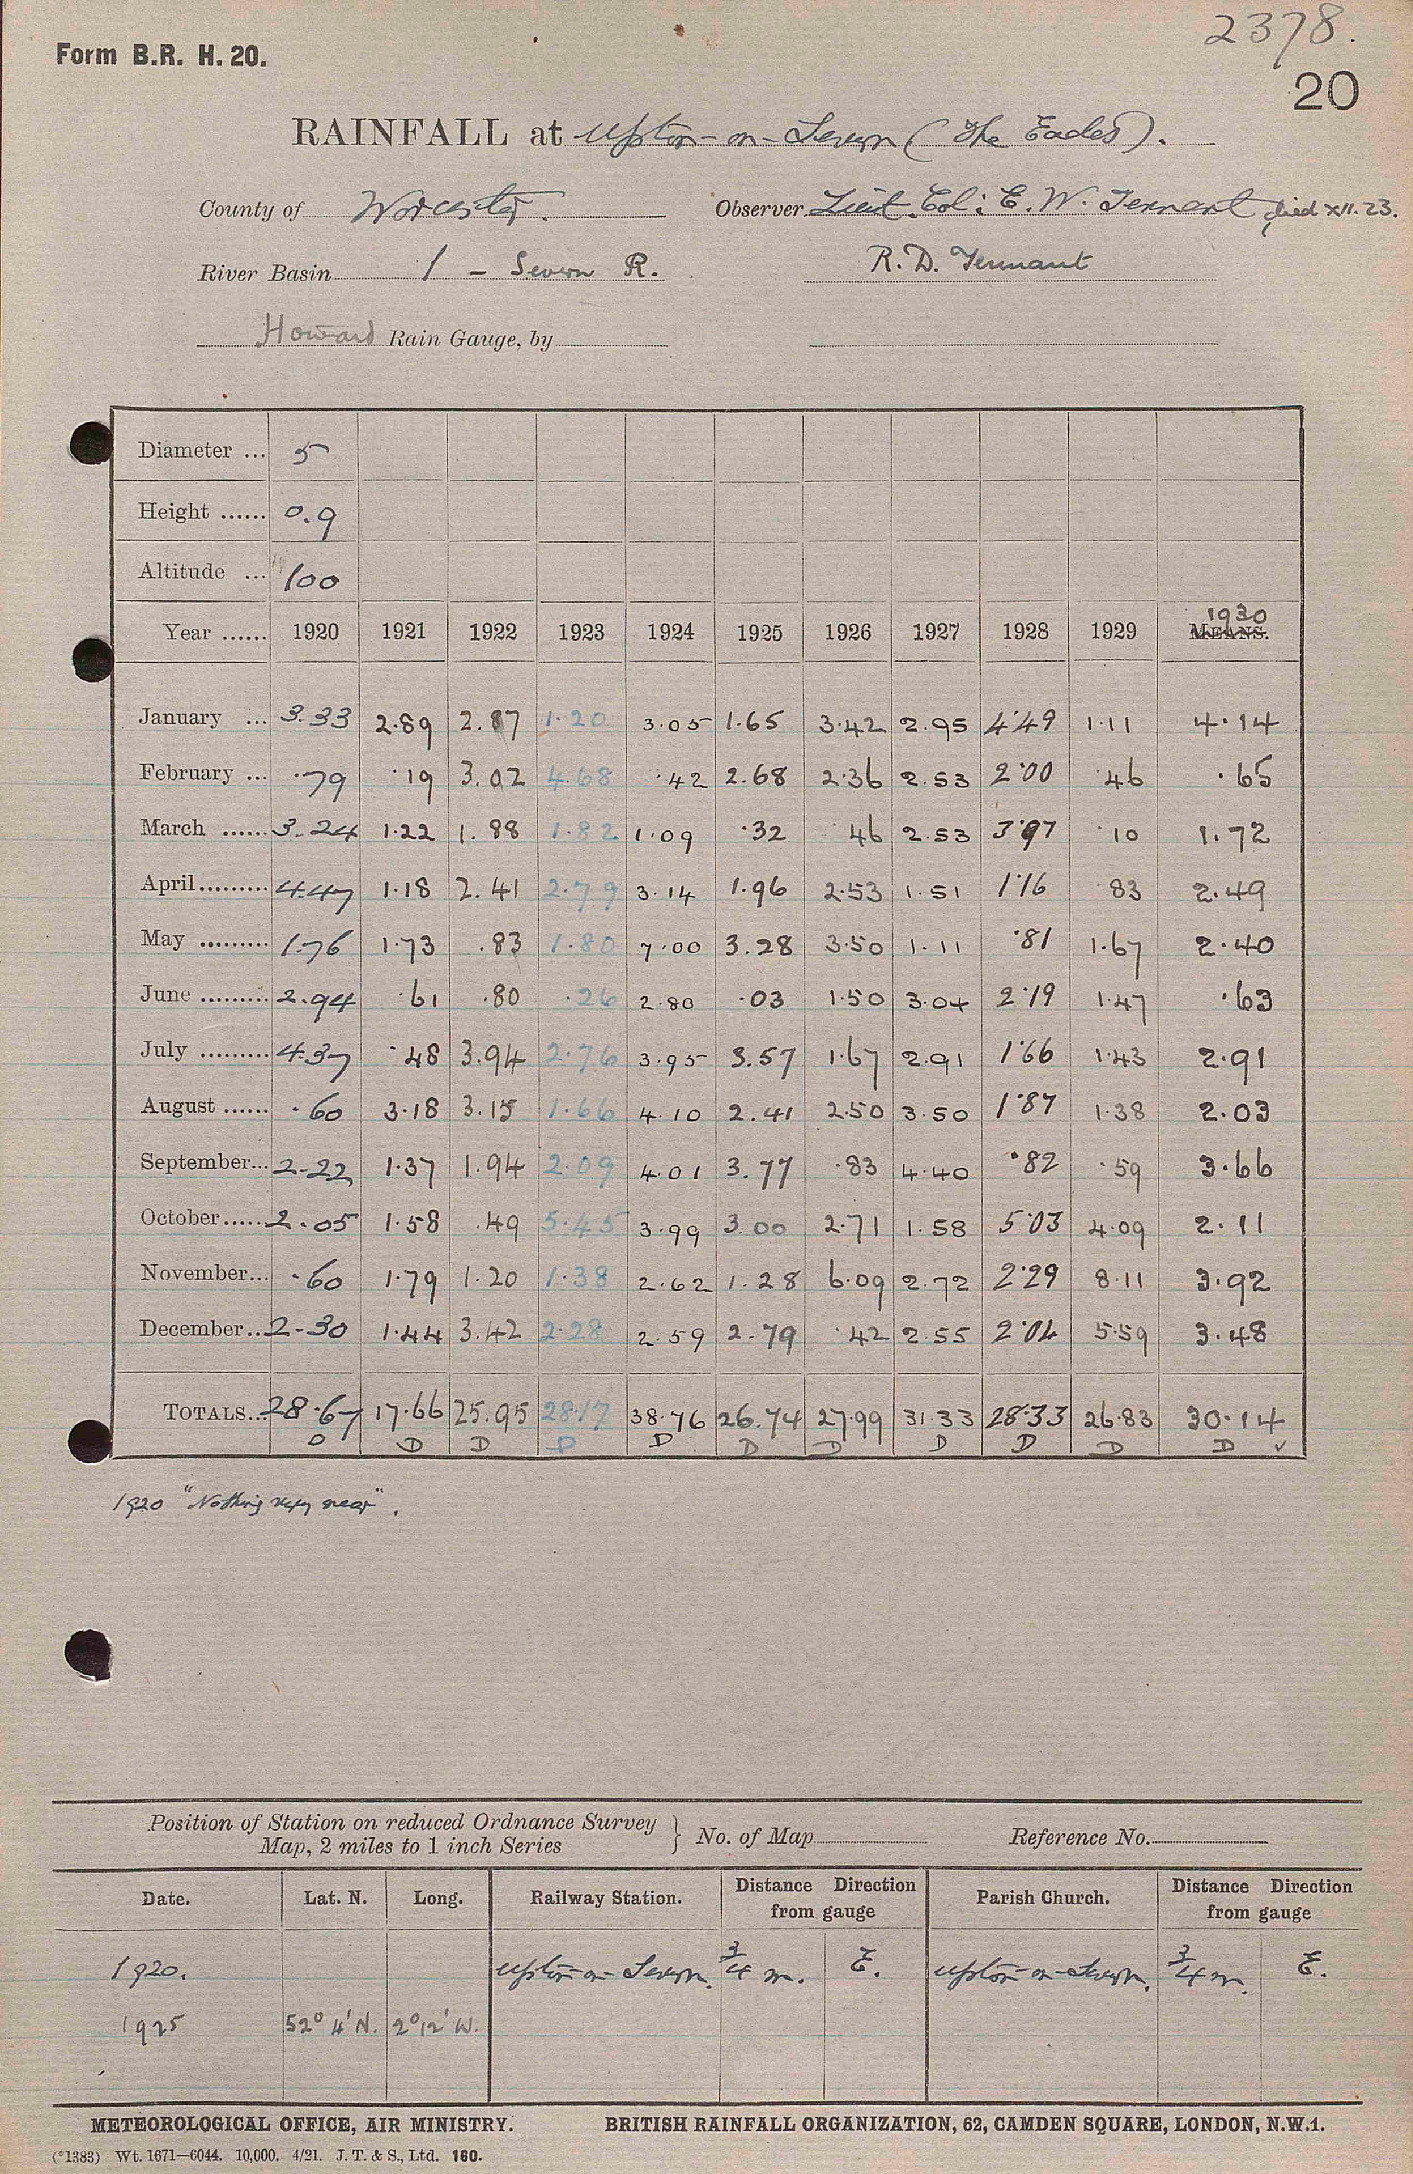 2378.
Form B.R. H. 20.
20
RAINFALL at Upton-on-Severn (The Eades).
County of Worcester. Observer Lieut. Col: E. W. Tennant died XII.23.
River Basin 1 - Severn R. R. D. Tennant
Howard Rain Gauge, by
Diameter ... 5
Height ...... 0.9
Altitude ... 100
Year ...... 1920 1921 1922 1923 1924 1925 1926 1927 1928 1929 1930 MEANS.
January ... 3.33 2.89 2.87 1.20 3.05 1.65 3.42 2.95 4.49 1.11 4.14
February ... .79 .19 3.02 4.68 .42 2.68 2.36 2.53 2.00 .46 .65
March ...... 3.24 1.22 1.88 1.82 1.09 .32 .46 2.53 3.97 .10 1.72
April ......... 4.47 1.18 2.41 2.79 3.14 1.96 2.53 1.51 1.16 .83 2.49
May ......... 1.76 1.73 .83 1.80 7.00 3.28 3.50 1.11 .81 1.67 2.40
June ......... 2.94 .61 .80 .26 2.80 .03 1.50 3.04 2.19 1.47 .63
July ......... 4.37 .48 3.94 2.76 3.95 3.57 1.67 2.91 1.66 1.43 2.91
August ...... .60 3.18 3.15 1.66 4.10 2.41 2.50 3.50 1.87 1.38 2.03
September... 2.22 1.37 1.94 2.09 4.01 3.77 .83 4.40 .82 .59 3.66
October...... 2.05 1.58 .49 5.45 3.99 3.00 2.71 1.58 5.03 4.09 2.11
November... .60 1.79 1.20 1.38 2.62 1.28 6.09 2.72 2.29 8.11 3.92
December... 2.30 1.44 3.42 2.28 2.59 2.79 .42 2.55 2.04 5.59 3.48
TOTALS... 28.67 17.66 25.95 28.17 38.76 26.74 27.99 31.33 28.33 26.83 30.14
D D D D D D D D D D D ✓
1920 "Nothing very near".
Position of Station on reduced Ordnance Survey
Map, 2 miles to 1 inch Series } No. of Map Reference No.
Date. Lat. N. Long. Railway Station. Distance Direction from gauge Parish Church. Distance Direction from gauge
1920. Upton-on-Severn. 3/4 m. E. Upton-on-Severn. 3/4 m. E.
1925 52° 4' N. 2° 12' W.
METEOROLOGICAL OFFICE, AIR MINISTRY. BRITISH RAINFALL ORGANIZATION, 62, CAMDEN SQUARE, LONDON, N.W.1.
(*1383) Wt. 1671—6044. 10,000. 4/21. J. T. & S., Ltd. 160.